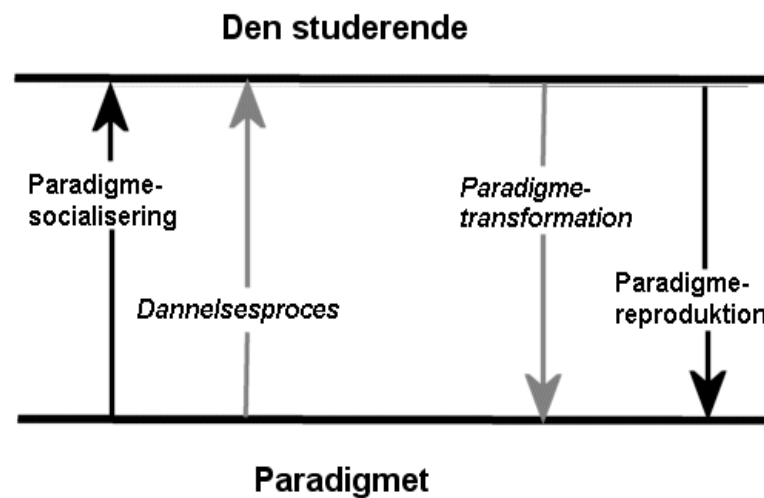 Den studerende
Paradigme-
socialisering
Dannelsesproces
Paradigme-
transformation
Paradigme-
reproduktion
Paradigmet